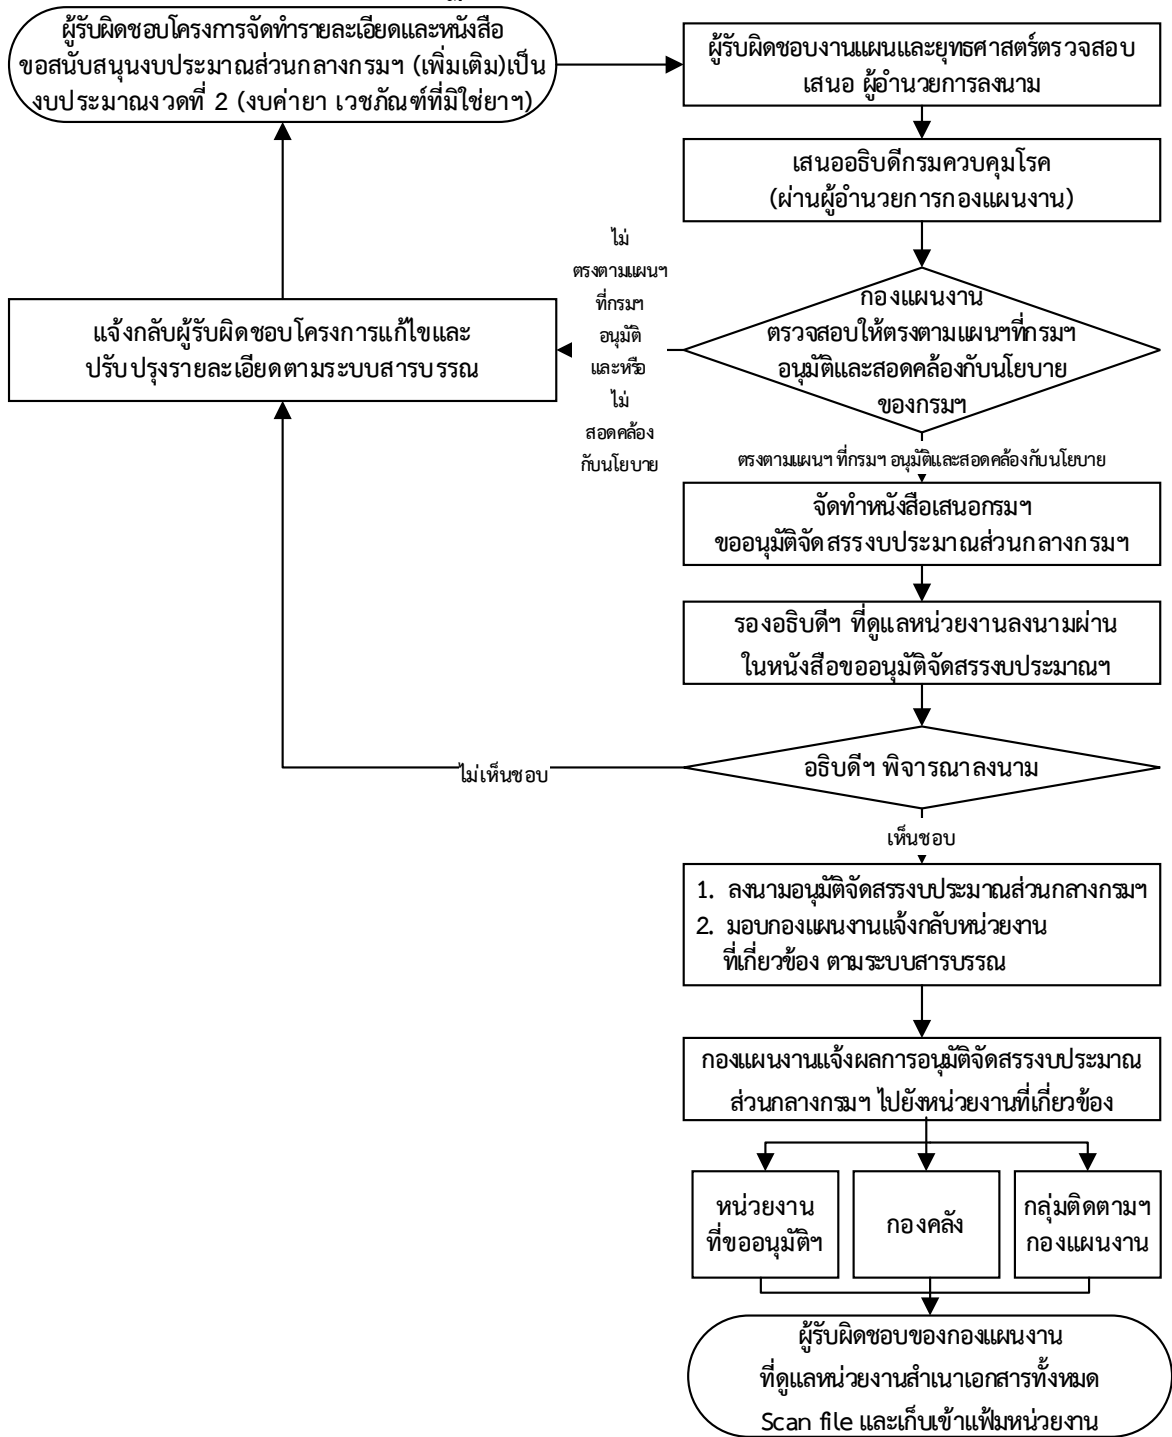 ผู้รับผิดชอบโครงการจัดทำรายละเอียดและหนังสือ
ขอสนับสนุนงบประมาณส่วนกลางกรมฯ (เพิ่มเติม)เป็น
งบประมาณงวดที่ 2 (งบค่ายา เวชภัณฑ์ที่มิใช่ยาฯ)
ผู้รับผิดชอบงานแผนและยุทธศาสตร์ตรวจสอบ
เสนอ ผู้อำนวยการลงนาม
เสนออธิบดีกรมควบคุมโรค
(ผ่านผู้อำนวยการกองแผนงาน)
กองแผนงาน
ตรวจสอบให้ตรงตามแผนฯที่กรมฯ
อนุมัติและสอดคล้องกับนโยบาย
ของกรมฯ
ไม่
ตรงตามแผนฯ
ที่กรมฯ
อนุมัติ
และหรือ
ไม่
สอดคล้อง
กับนโยบาย
แจ้งกลับผู้รับผิดชอบโครงการแก้ไขและ
ปรับปรุงรายละเอียดตามระบบสารบรรณ
ตรงตามแผนฯ ที่กรมฯ อนุมัติและสอดคล้องกับนโยบาย
จัดทำหนังสือเสนอกรมฯ
ขออนุมัติจัดสรรงบประมาณส่วนกลางกรมฯ
รองอธิบดีฯ ที่ดูแลหน่วยงานลงนามผ่าน
ในหนังสือขออนุมัติจัดสรรงบประมาณฯ
อธิบดีฯ พิจารณาลงนาม
ไม่เห็นชอบ
เห็นชอบ
1. ลงนามอนุมัติจัดสรรงบประมาณส่วนกลางกรมฯ
2. มอบกองแผนงานแจ้งกลับหน่วยงาน
ที่เกี่ยวข้อง ตามระบบสารบรรณ
กองแผนงานแจ้งผลการอนุมัติจัดสรรงบประมาณ
ส่วนกลางกรมฯ ไปยังหน่วยงานที่เกี่ยวข้อง
หน่วยงาน
ที่ขออนุมัติฯ
กองคลัง
กลุ่มติดตามฯ
กองแผนงาน
ผู้รับผิดชอบของกองแผนงาน
ที่ดูแลหน่วยงานสำเนาเอกสารทั้งหมด
Scan file และเก็บเข้าแฟ้มหน่วยงาน